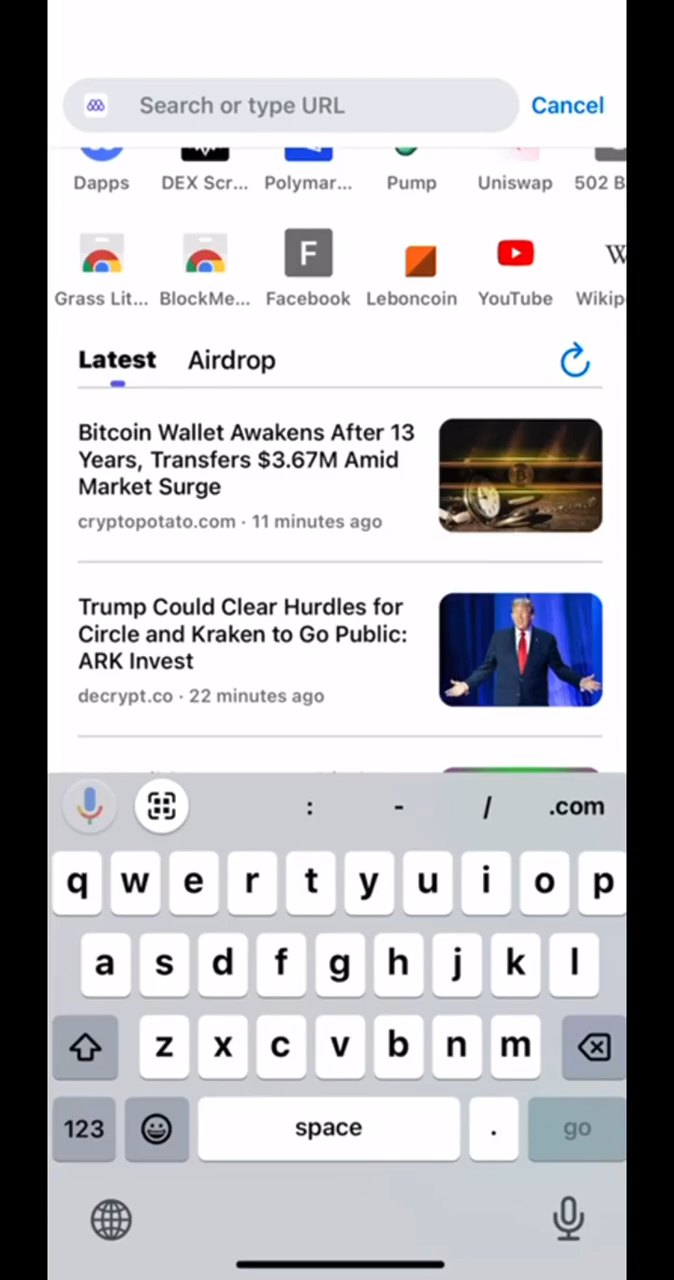 Search or type URL
Cancel
Dapps DEX Scr... Polymar... Pump Uniswap 502 B
F
Grass Lit... BlockMe... Facebook Leboncoin YouTube Wikip
Latest Airdrop
Bitcoin Wallet Awakens After 13
Years, Transfers $3.67M Amid
Market Surge
cryptopotato.com · 11 minutes ago
Trump Could Clear Hurdles for
Circle and Kraken to Go Public:
ARK Invest
decrypt.co · 22 minutes ago
: - / .com
q w e r t y u i o p
a s d f g h j k l
z x c v b n m
123 space . go